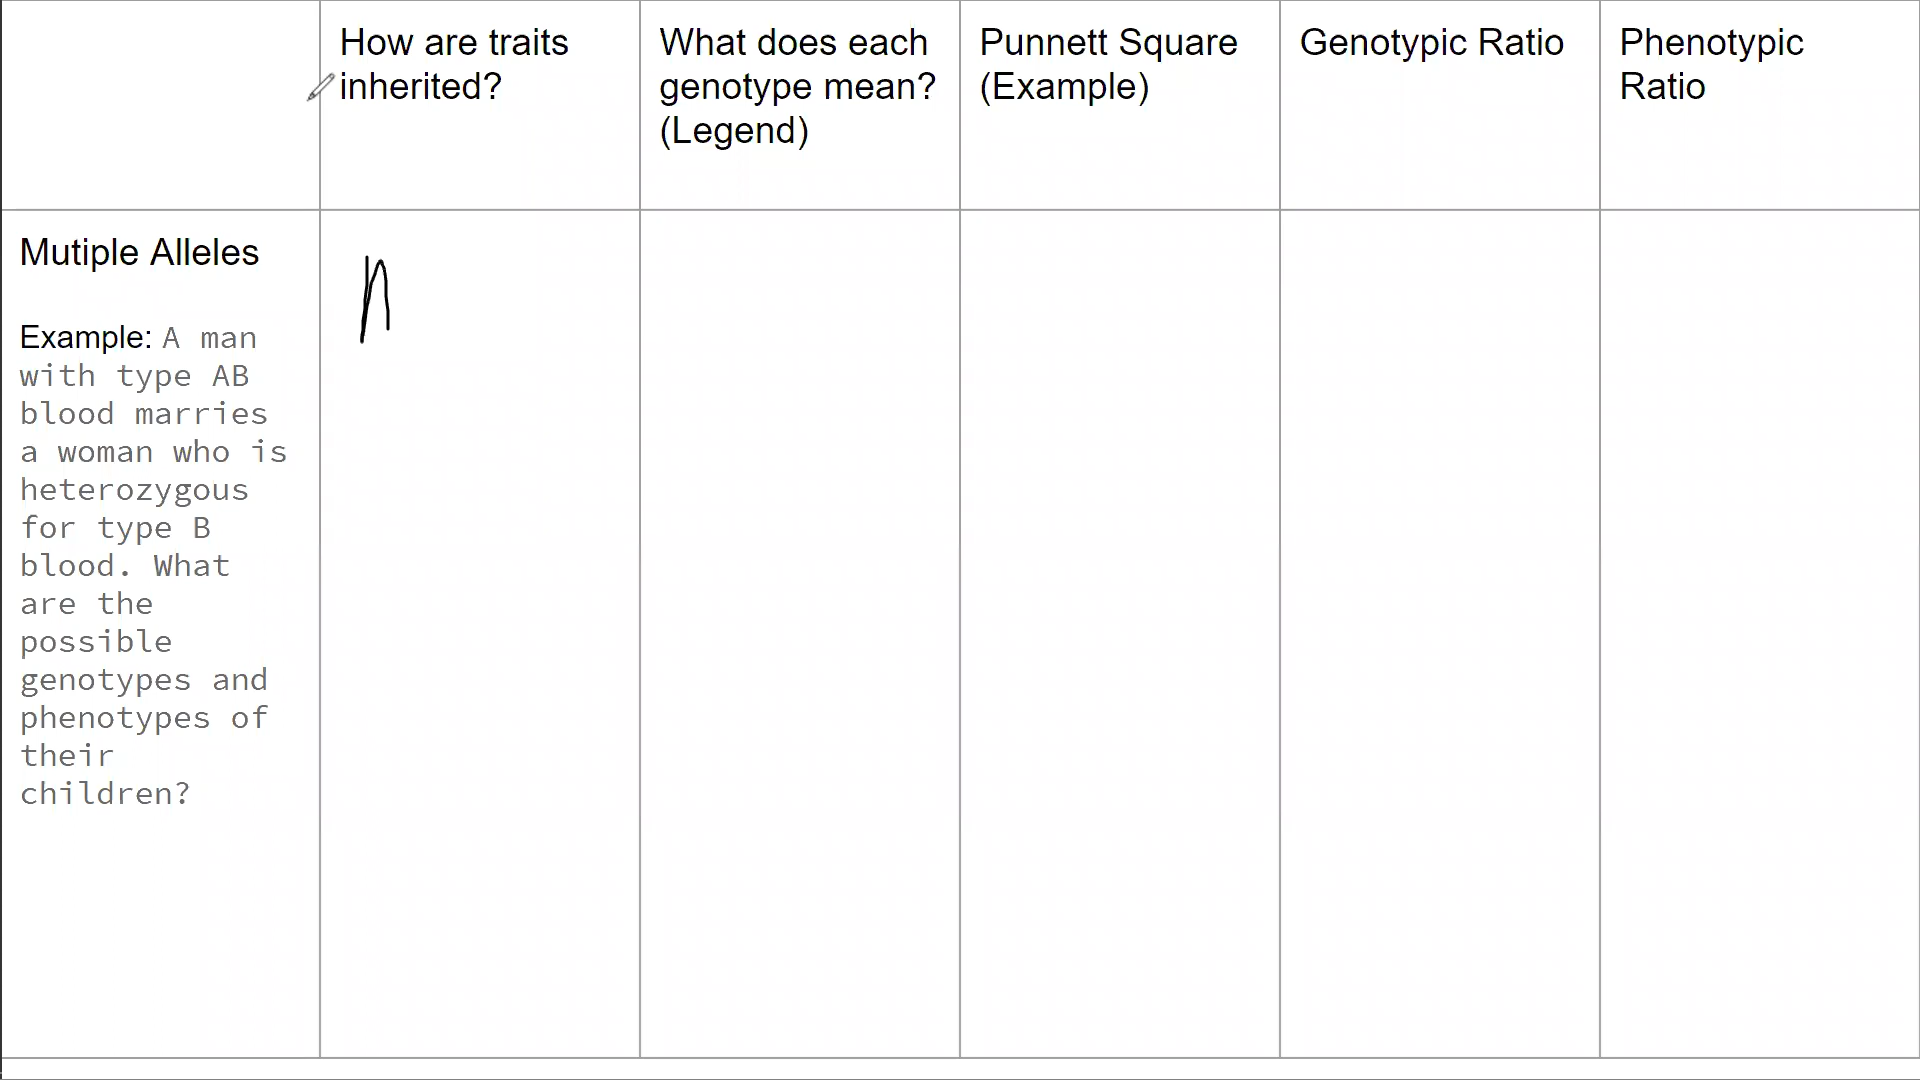 How are traits
inherited?
What does each
genotype mean?
(Legend)
Punnett Square
(Example)
Genotypic Ratio
Phenotypic
Ratio
Mutiple Alleles
Example: A man
with type AB
blood marries
a woman who is
heterozygous
for type B
blood. What
are the
possible
genotypes and
phenotypes of
their
children?